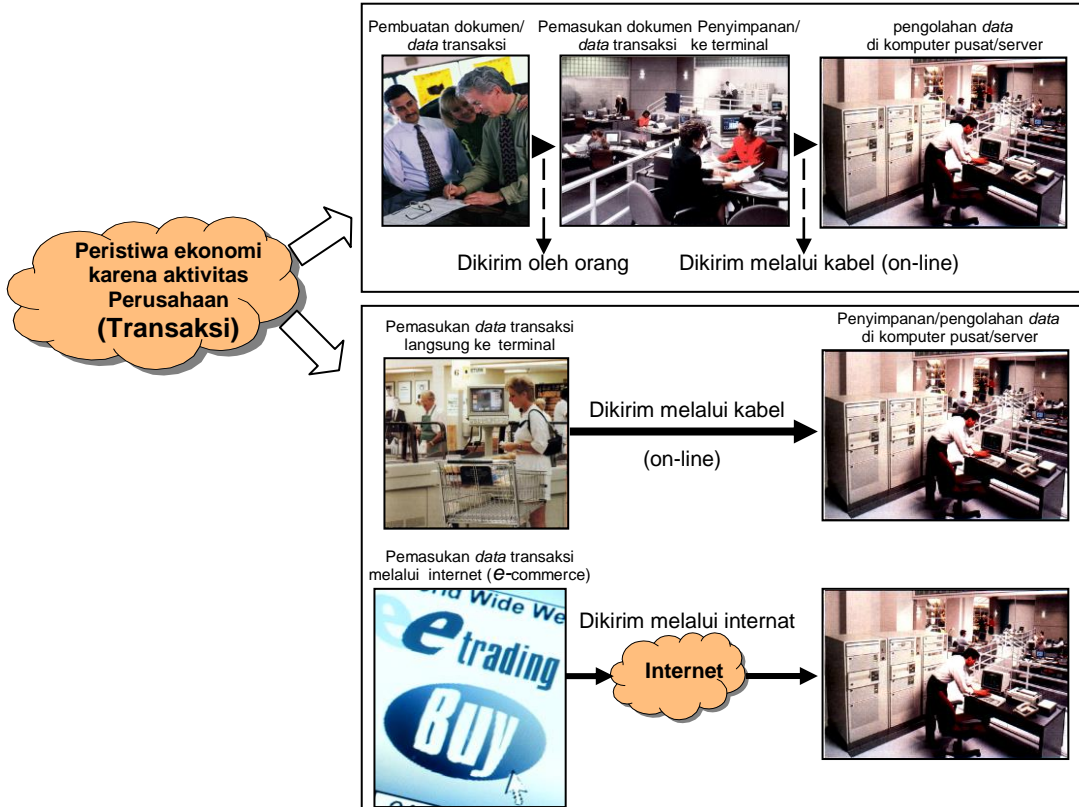 Pembuatan dokumen/
data transaksi
Pemasukan dokumen
data transaksi
Penyimpanan/
ke terminal
pengolahan data
di komputer pusat/server
Dikirim oleh orang
Dikirim melalui kabel (on-line)
Peristiwa ekonomi
karena aktivitas
Perusahaan
(Transaksi)
Pemasukan data transaksi
langsung ke terminal
Penyimpanan/pengolahan data
di komputer pusat/server
Dikirim melalui kabel
(on-line)
Pemasukan data transaksi
melalui internet (e-commerce)
Wide We
e trading
Buy
Dikirim melalui internat
Internet